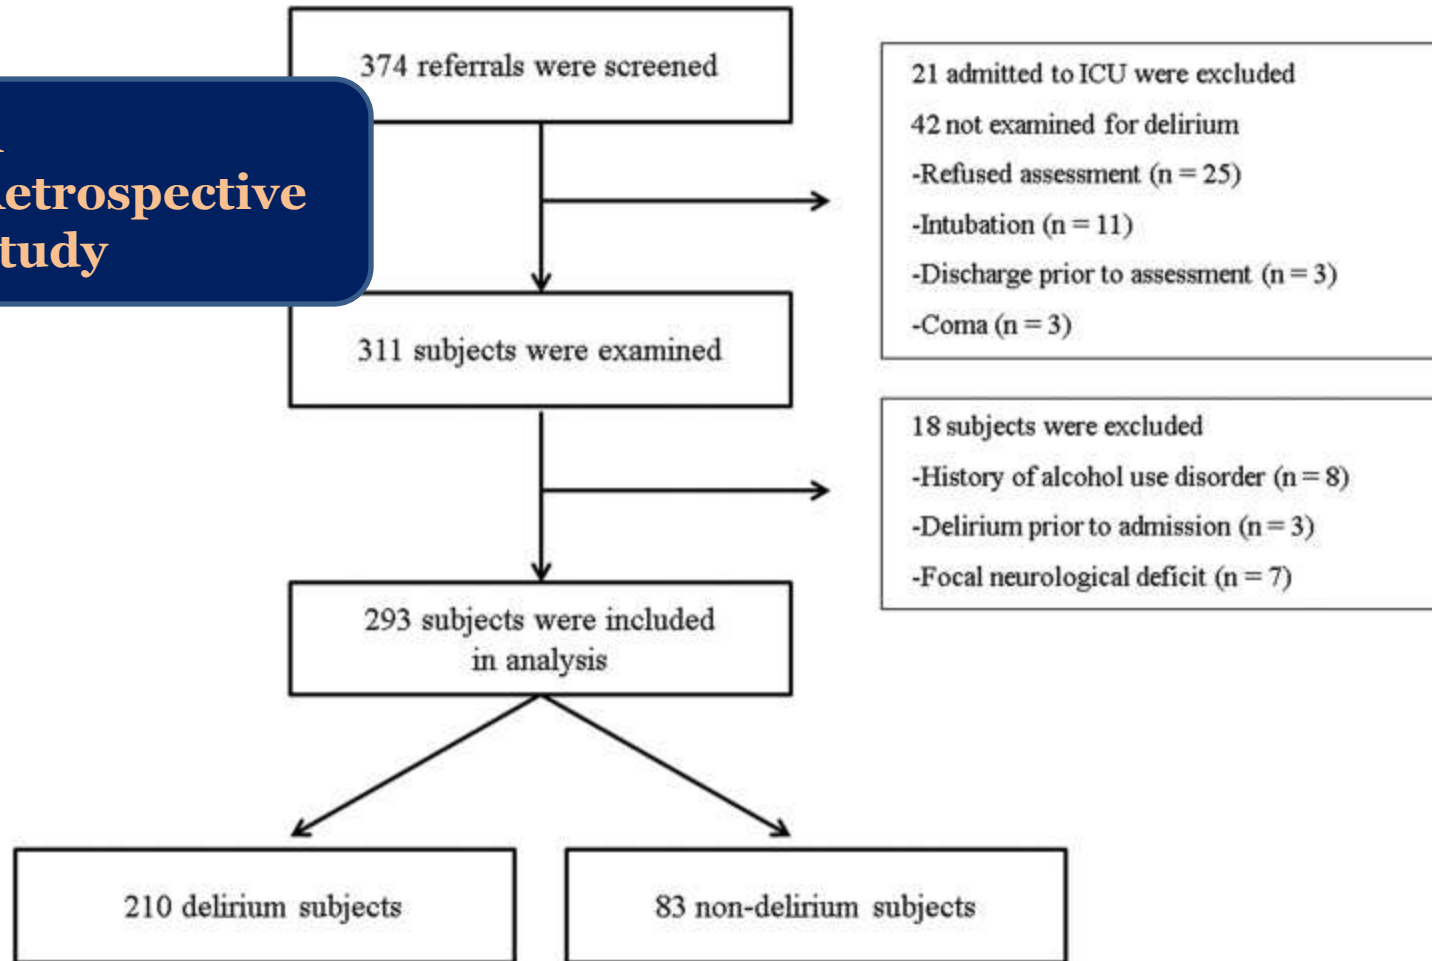 374 referrals were screened
etrospective
tudy
21 admitted to ICU were excluded
42 not examined for delirium
-Refused assessment (n = 25)
-Intubation (n = 11)
-Discharge prior to assessment (n = 3)
-Coma (n = 3)
311 subjects were examined
18 subjects were excluded
-History of alcohol use disorder (n = 8)
-Delirium prior to admission (n = 3)
-Focal neurological deficit (n = 7)
293 subjects were included
in analysis
210 delirium subjects
83 non-delirium subjects